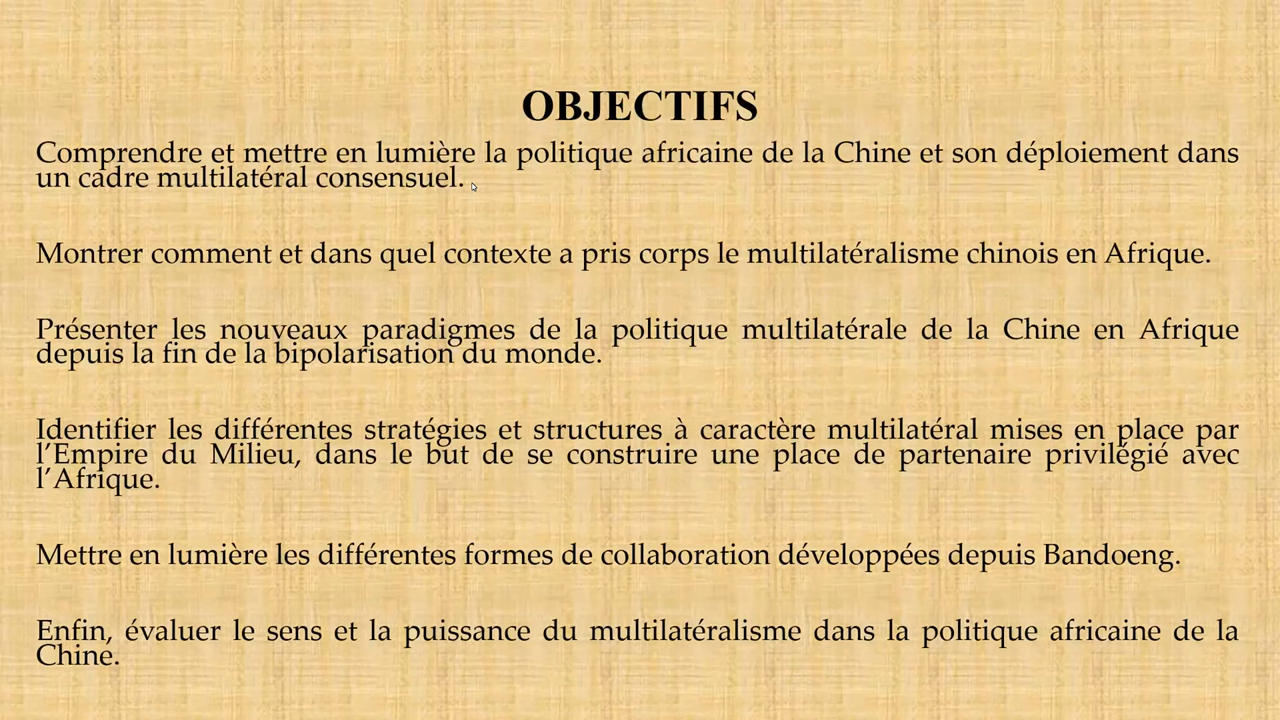 OBJECTIFS
Comprendre et mettre en lumière la politique africaine de la Chine et son déploiement dans
un cadre multilatéral consensuel.
Montrer comment et dans quel contexte a pris corps le multilatéralisme chinois en Afrique.
Présenter les nouveaux paradigmes de la politique multilatérale de la Chine en Afrique
depuis la fin de la bipolarisation du monde.
Identifier les différentes stratégies et structures à caractère multilatéral mises en place par
l’Empire du Milieu, dans le but de se construire une place de partenaire privilégié avec
l’Afrique.
Mettre en lumière les différentes formes de collaboration développées depuis Bandoeng.
Enfin, évaluer le sens et la puissance du multilatéralisme dans la politique africaine de la
Chine.